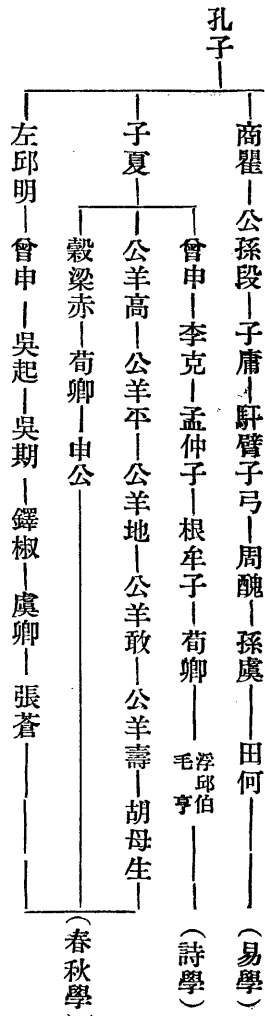 孔子
商瞿—公孫段—子庸—馯臂子弓—周醜—孫虞—田何—(易學)
子夏
曾申—李克—孟仲子—根牟子—荀卿—浮邱伯
毛亨—(詩學)
公羊高—公羊平—公羊地—公羊敢—公羊壽—胡母生
穀梁赤—荀卿—申公
左邱明—曾申—吳起—吳期—鐸椒—虞卿—張蒼
(春秋學)